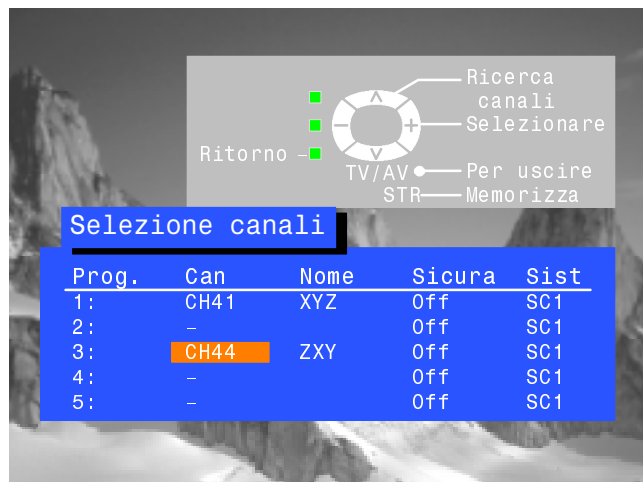 Ricerca
canali
Selezionare
Ritorno –
TV/AV Per uscire
STR Memorizza
Selezione canali
Prog. Can Nome Sicura Sist
1: CH41 XYZ Off SC1
2: – Off SC1
3: CH44 ZXY Off SC1
4: – Off SC1
5: – Off SC1